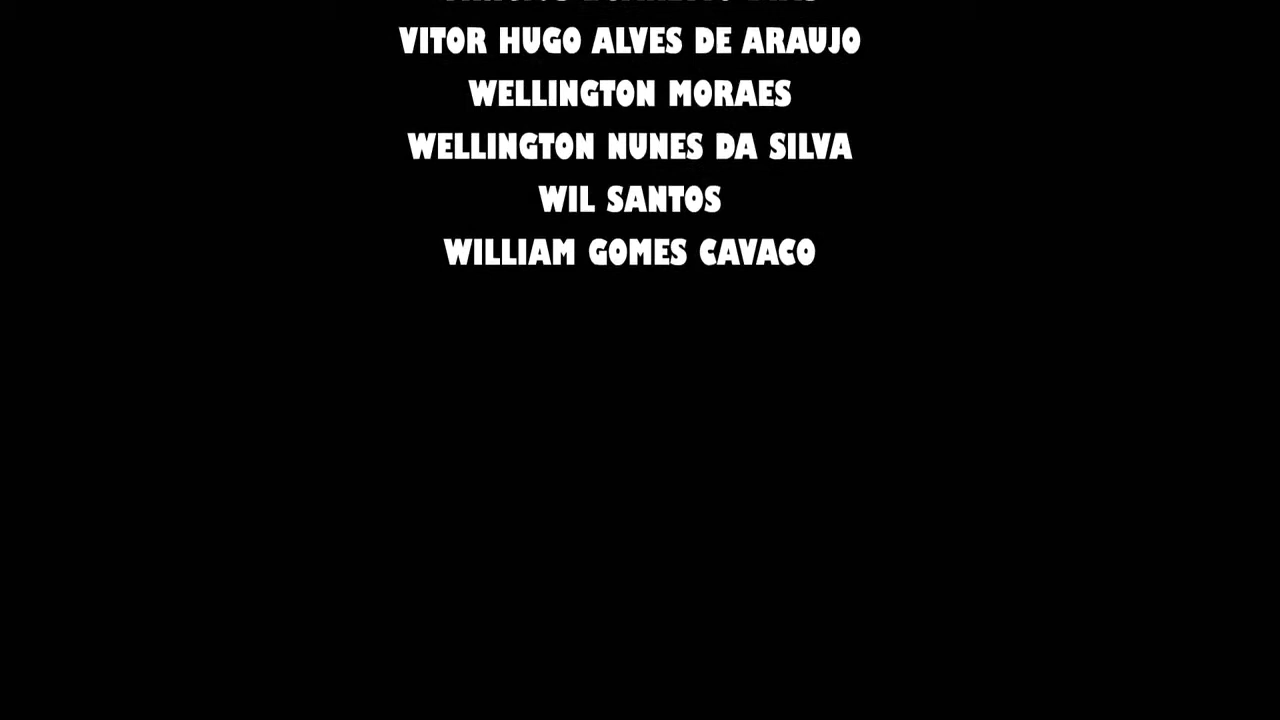 VITOR HUGO ALVES DE ARAUJO
WELLINGTON MORAES
WELLINGTON NUNES DA SILVA
WIL SANTOS
WILLIAM GOMES CAVACO